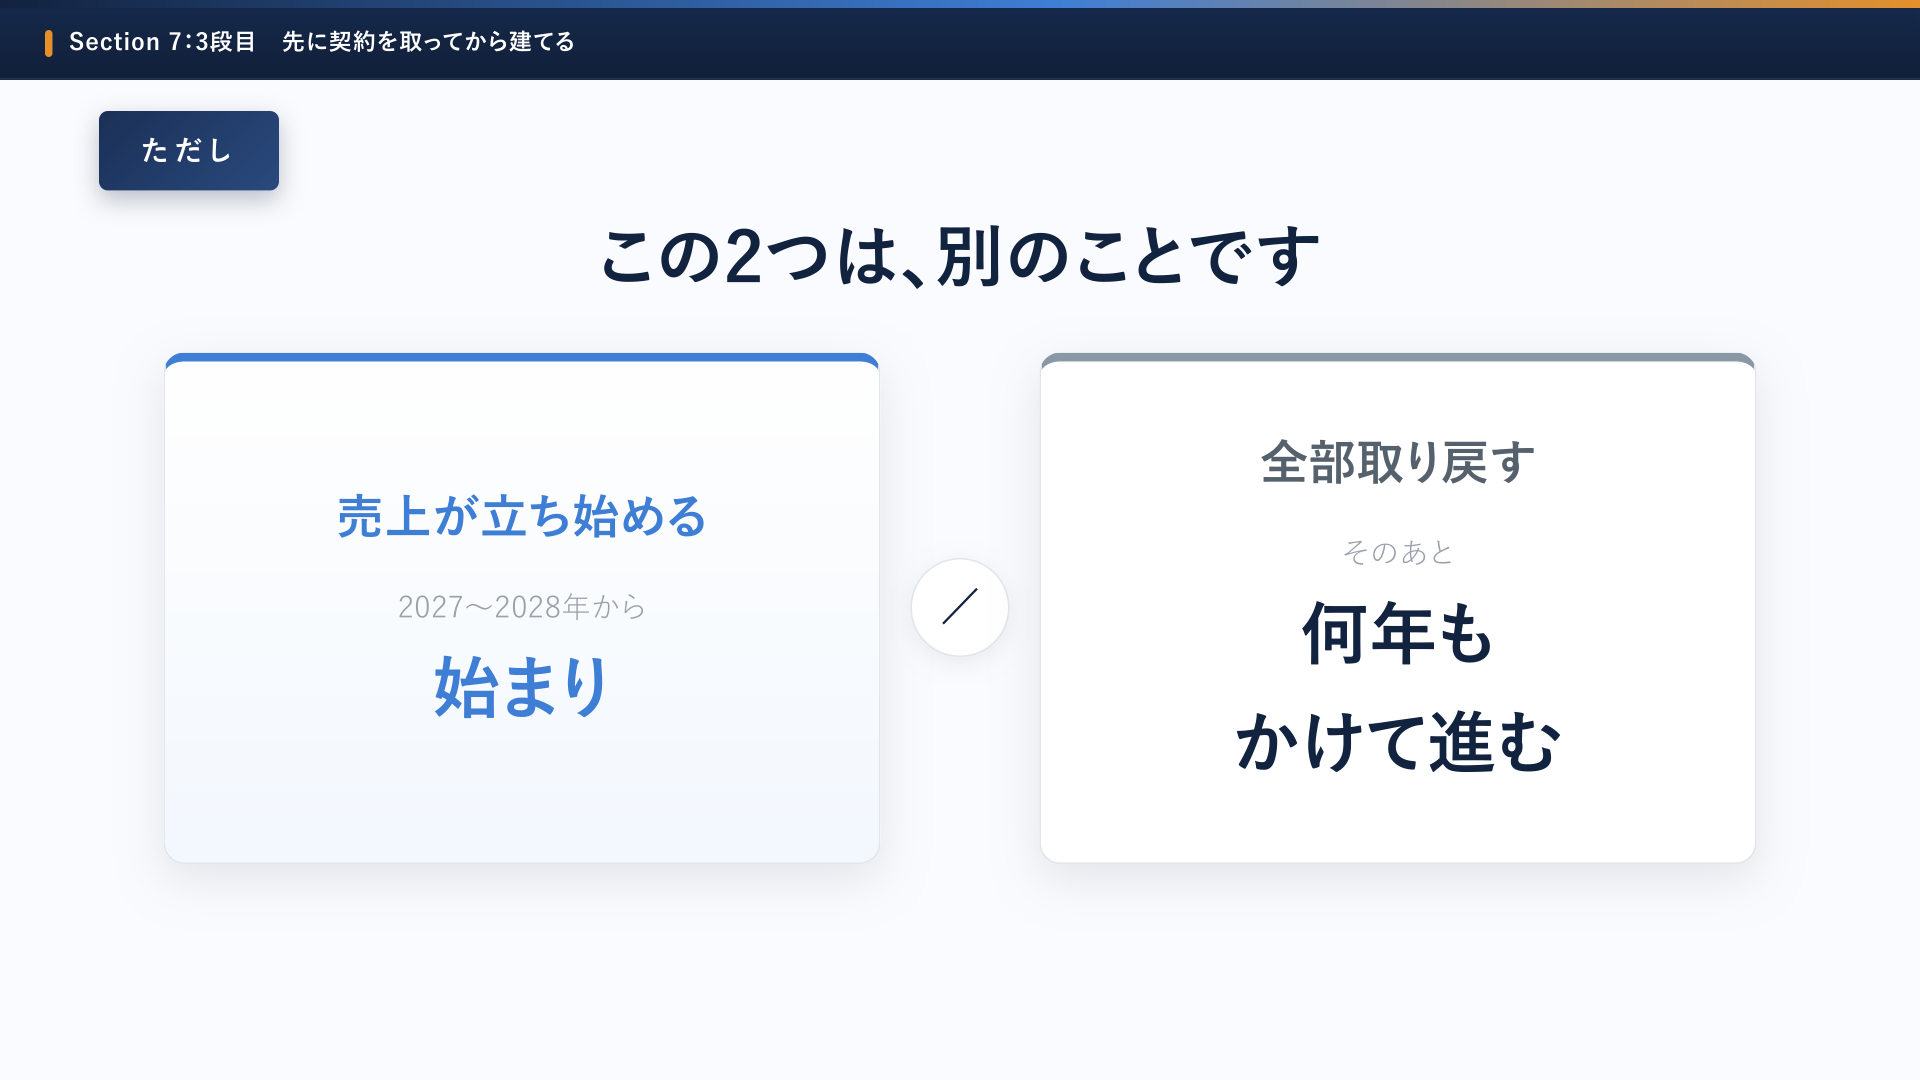 Section 7：3段目　先に契約を取ってから建てる
ただし
この2つは、別のことです
売上が立ち始める
2027〜2028年から
始まり
／
全部取り戻す
そのあと
何年も
かけて進む